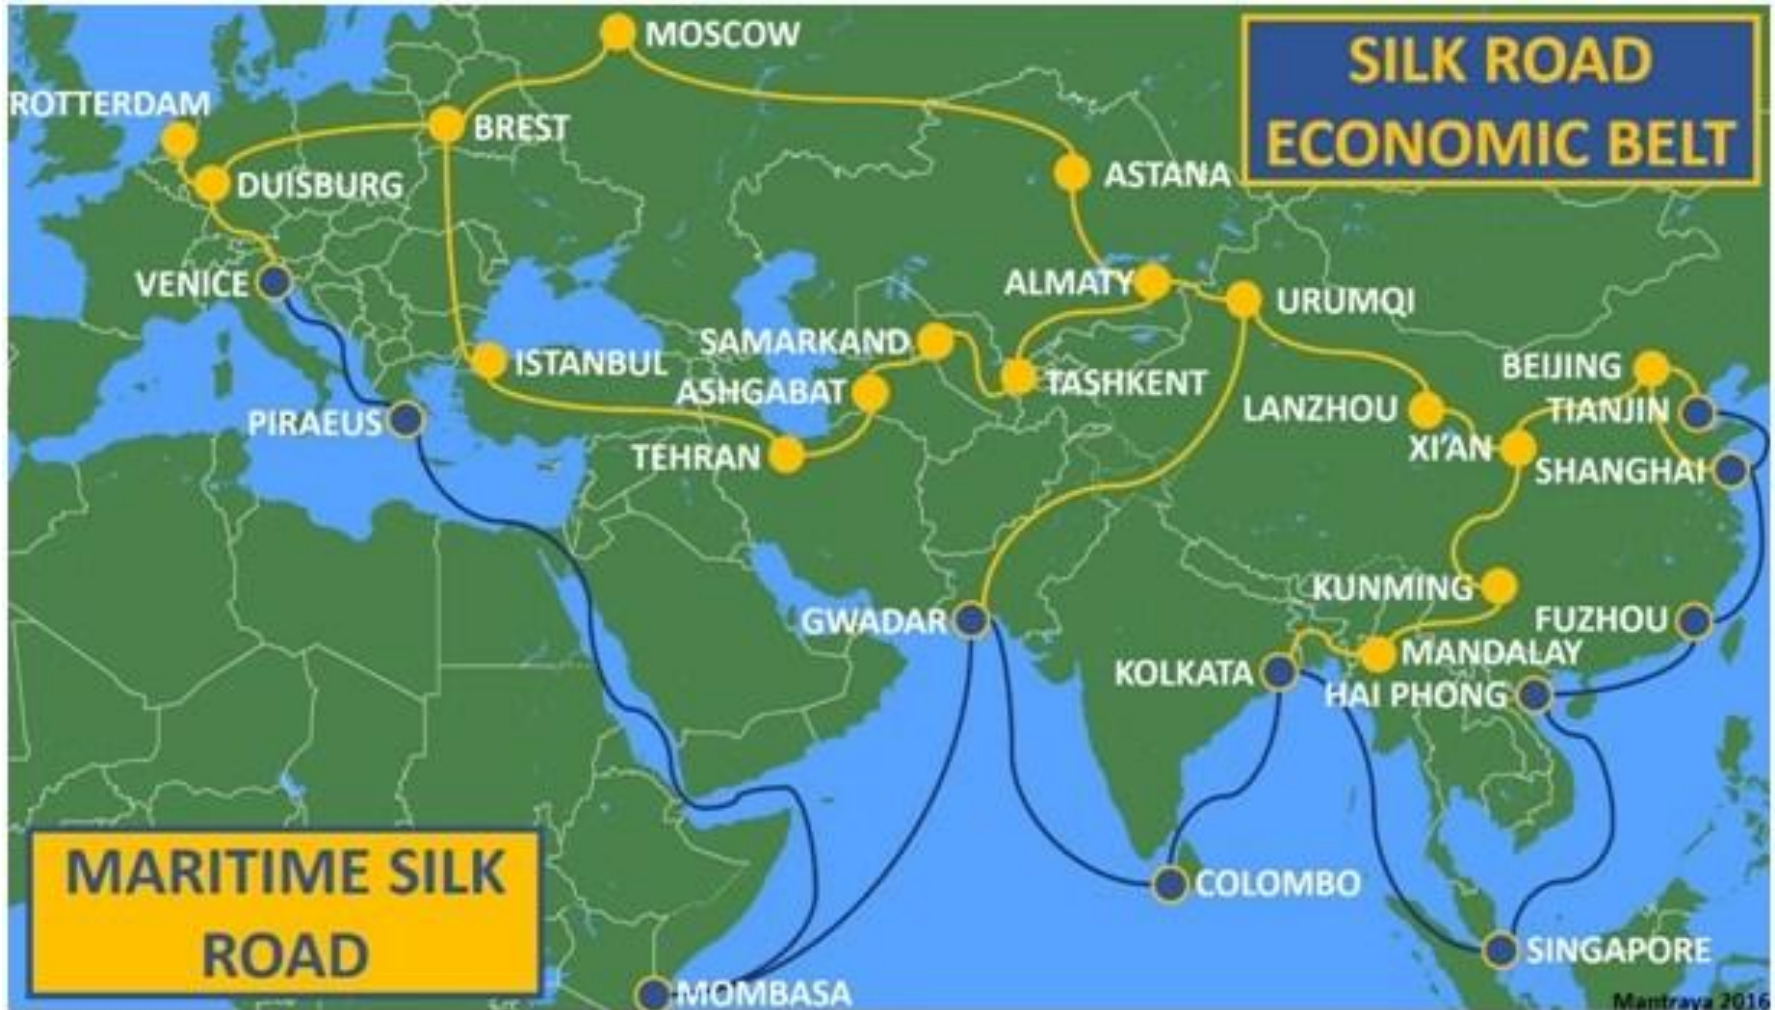 MOSCOW
SILK ROAD
ECONOMIC BELT
ROTTERDAM
BREST
DUISBURG
ASTANA
VENICE
ALMATY
URUMQI
SAMARKAND
ISTANBUL
BEIJING
ASHGABAT
TASHKENT
LANZHOU
TIANJIN
PIRAEUS
TEHRAN
XI'AN
SHANGHAI
KUNMING
GWADAR
FUZHOU
KOLKATA
MANDALAY
HAI PHONG
MARITIME SILK
ROAD
COLOMBO
SINGAPORE
MOMBASA
Mantraya 2016